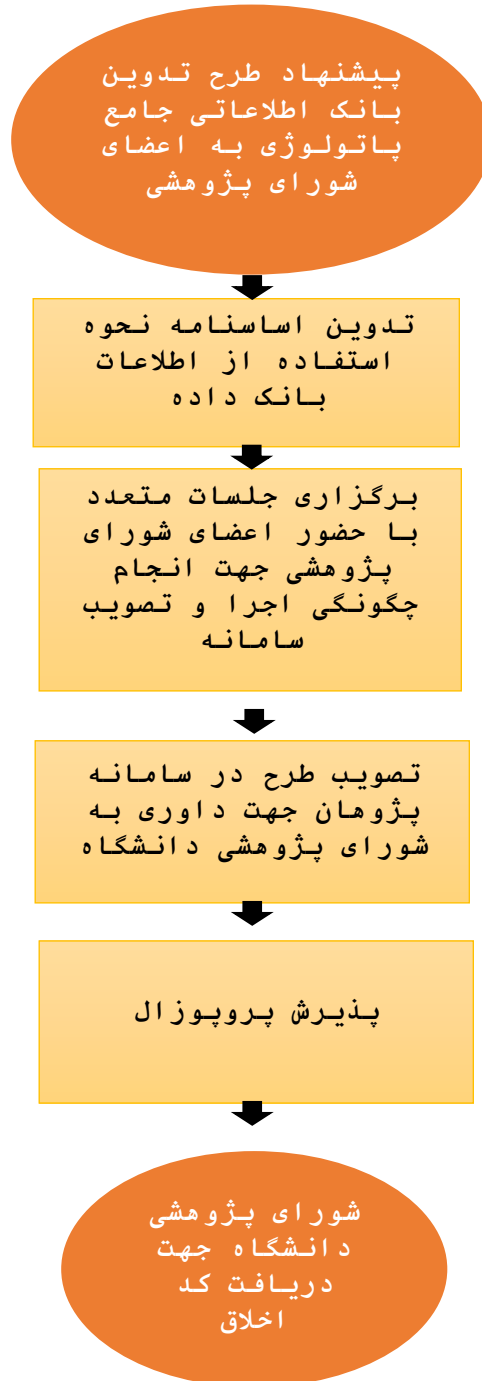 پیشنهاد طرح تدوین
بانک اطلاعاتی جامع
پاتولوژی به اعضای
شورای پژوهشی
تدوین اساسنامه نحوه
استفاده از اطلاعات
بانک داده
برگزاری جلسات متعدد
با حضور اعضای شورای
پژوهشی جهت انجام
چگونگی اجرا و تصویب
سامانه
تصویب طرح در سامانه
پژوهان جهت داوری به
شورای پژوهشی دانشگاه
پذیرش پروپوزال
شورای پژوهشی
دانشگاه جهت
دریافت کد
اخلاق